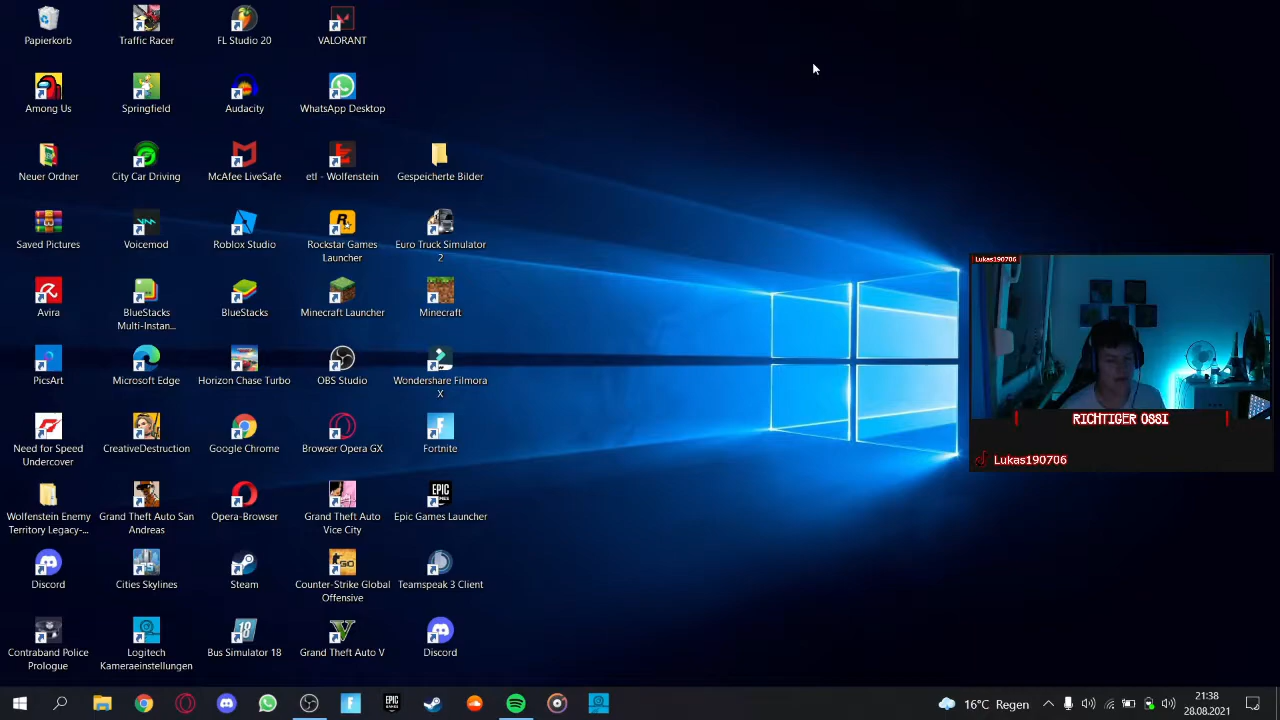 Papierkorb
Traffic Racer
FL Studio 20
VALORANT
Among Us
Springfield
Audacity
WhatsApp Desktop
Neuer Ordner
City Car Driving
McAfee LiveSafe
etl - Wolfenstein
Gespeicherte Bilder
Saved Pictures
Voicemod
Roblox Studio
Rockstar Games
Launcher
Euro Truck Simulator
2
Avira
BlueStacks
Multi-Instan...
BlueStacks
Minecraft Launcher
Minecraft
PicsArt
Microsoft Edge
Horizon Chase Turbo
OBS Studio
Wondershare Filmora
X
Need for Speed
Undercover
CreativeDestruction
Google Chrome
Browser Opera GX
Fortnite
Wolfenstein Enemy
Territory Legacy-...
Grand Theft Auto San
Andreas
Opera-Browser
Grand Theft Auto
Vice City
Epic Games Launcher
Discord
Cities Skylines
Steam
Counter-Strike Global
Offensive
Teamspeak 3 Client
Contraband Police
Prologue
Logitech
Kameraeinstellungen
Bus Simulator 18
Grand Theft Auto V
Discord
Lukas190706
RICHTIGER OSSI
Lukas190706
16°C Regen
21:38
28.08.2021